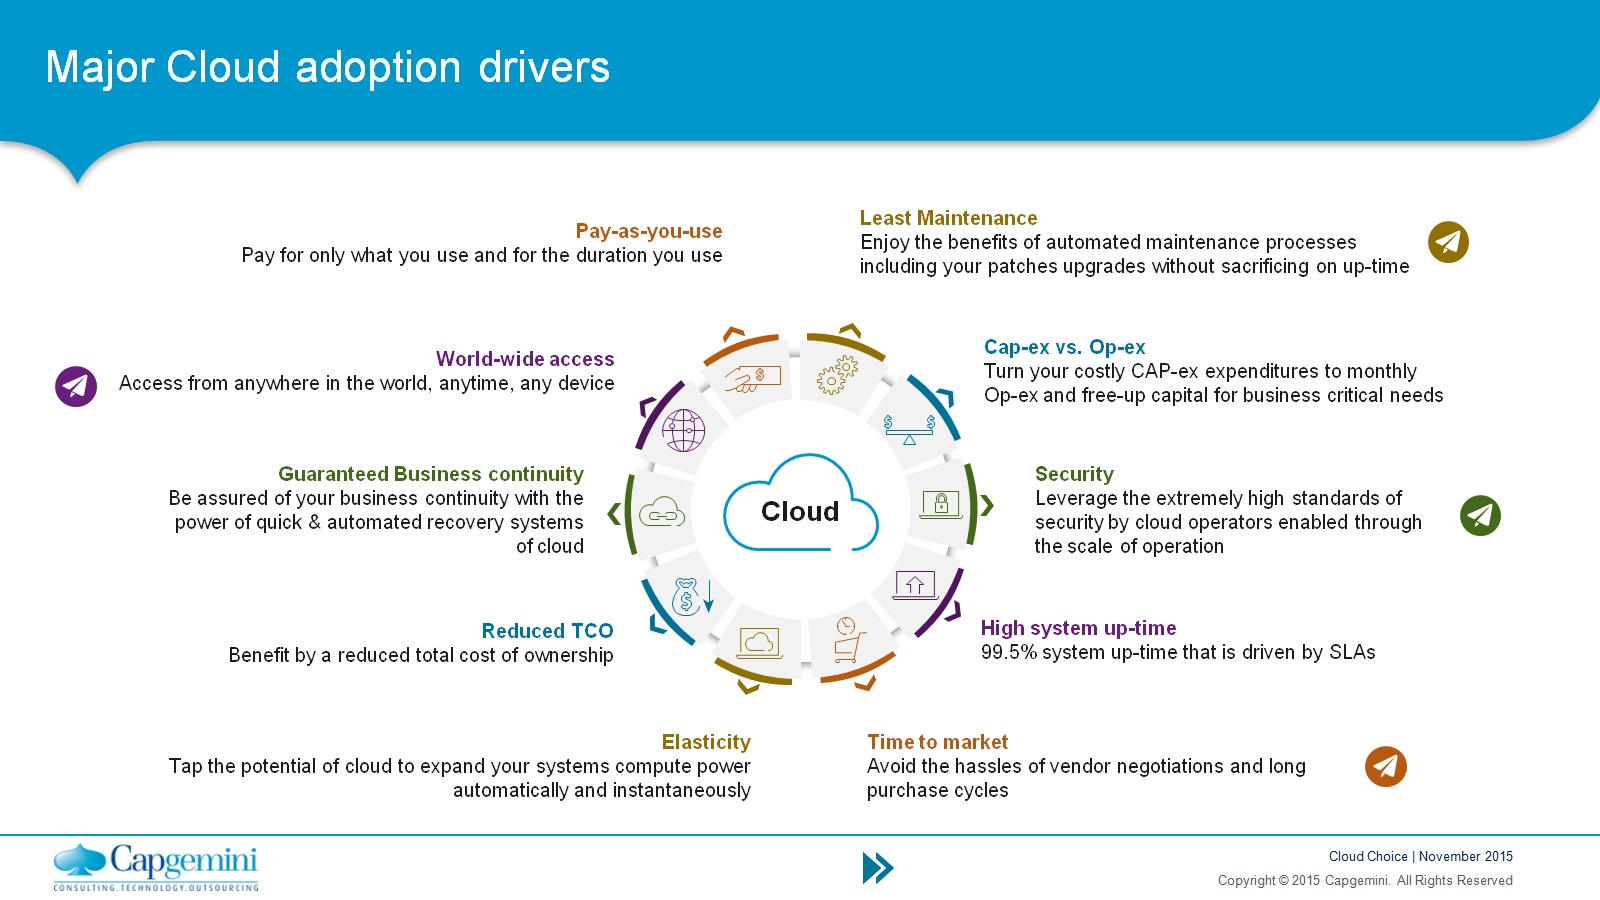 Major Cloud adoption drivers
Pay-as-you-use
Pay for only what you use and for the duration you use
Least Maintenance
Enjoy the benefits of automated maintenance processes
including your patches upgrades without sacrificing on up-time
World-wide access
Access from anywhere in the world, anytime, any device
Cap-ex vs. Op-ex
Turn your costly CAP-ex expenditures to monthly
Op-ex and free-up capital for business critical needs
Guaranteed Business continuity
Be assured of your business continuity with the
power of quick & automated recovery systems
of cloud
Cloud
Security
Leverage the extremely high standards of
security by cloud operators enabled through
the scale of operation
Reduced TCO
Benefit by a reduced total cost of ownership
High system up-time
99.5% system up-time that is driven by SLAs
Elasticity
Tap the potential of cloud to expand your systems compute power
automatically and instantaneously
Time to market
Avoid the hassles of vendor negotiations and long
purchase cycles
Capgemini
CONSULTING.TECHNOLOGY.OUTSOURCING
Cloud Choice | November 2015
Copyright © 2015 Capgemini. All Rights Reserved